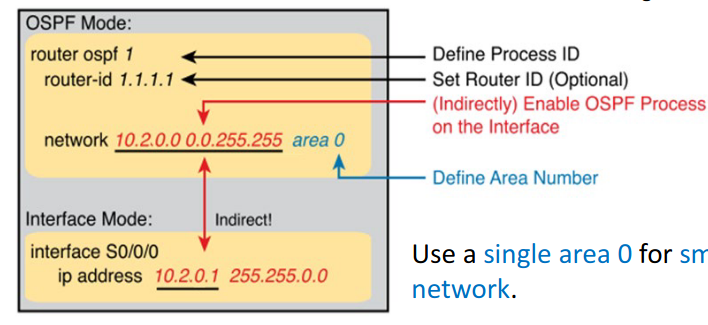 OSPF Mode:
router ospf 1
router-id 1.1.1.1
network 10.2.0.0 0.0.255.255 area 0
Interface Mode:
Indirect!
interface S0/0/0
ip address 10.2.0.1 255.255.0.0
Define Process ID
Set Router ID (Optional)
(Indirectly) Enable OSPF Process
on the Interface
Define Area Number
Use a single area 0 for
network.